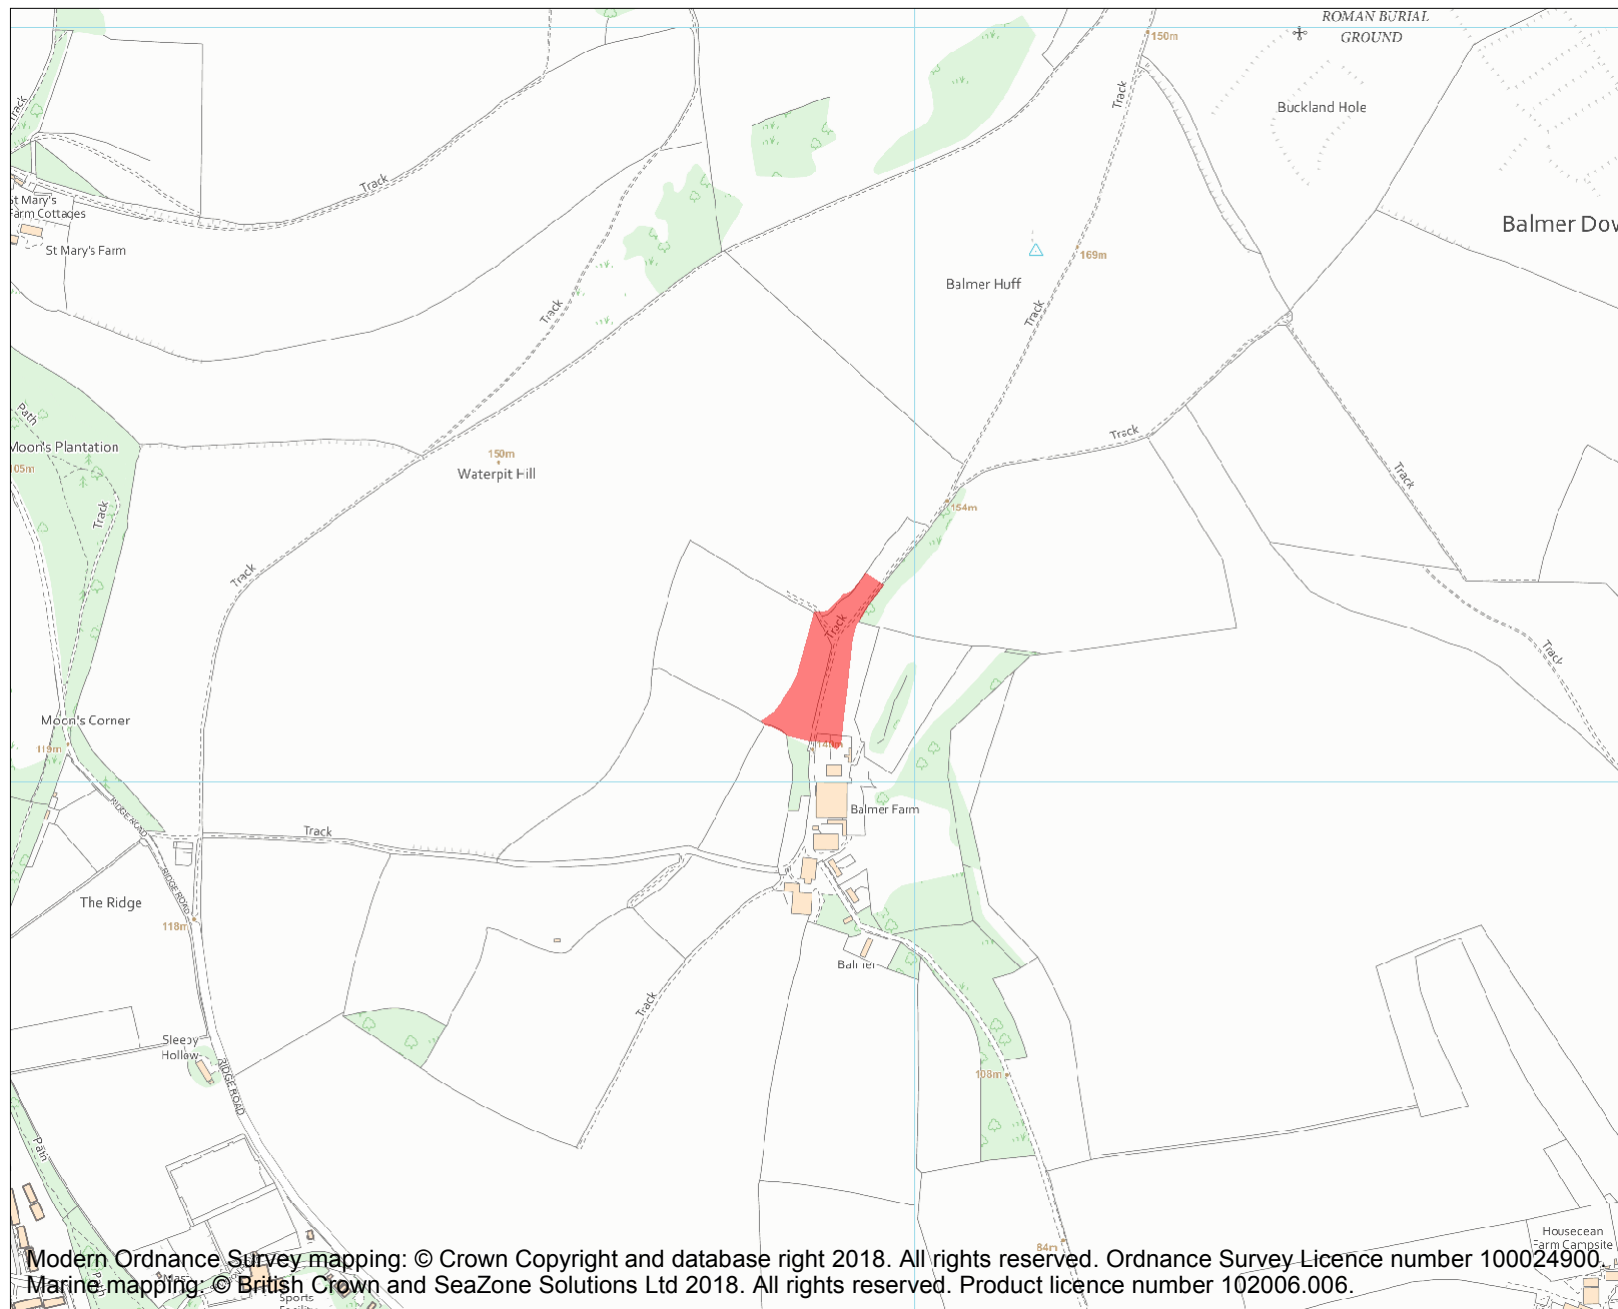 ROMAN BURIAL
GROUND
150m
Track
Track
Buckland Hole
Track
St Mary's
Farm Cottages
St Mary's Farm
Balmer Dov
169m
Balmer Huff
Track
Track
Path
Moon's Plantation
105m
150m
Waterpit Hill
Track
Track
Track
154m
Track
Track
Track
Track
Moon's Corner
119m
RIDGE ROAD
Track
Balmer Farm
RIDGE ROAD
The Ridge
118m
Balmer
Track
Sleepy
Hollow
RIDGE ROAD
108m
Path
Housecean
Farm Campsite
84m
Modern Ordnance Survey mapping: © Crown Copyright and database right 2018. All rights reserved. Ordnance Survey Licence number 100024900.
Marine mapping: © British Crown and SeaZone Solutions Ltd 2018. All rights reserved. Product licence number 102006.006.
Sports